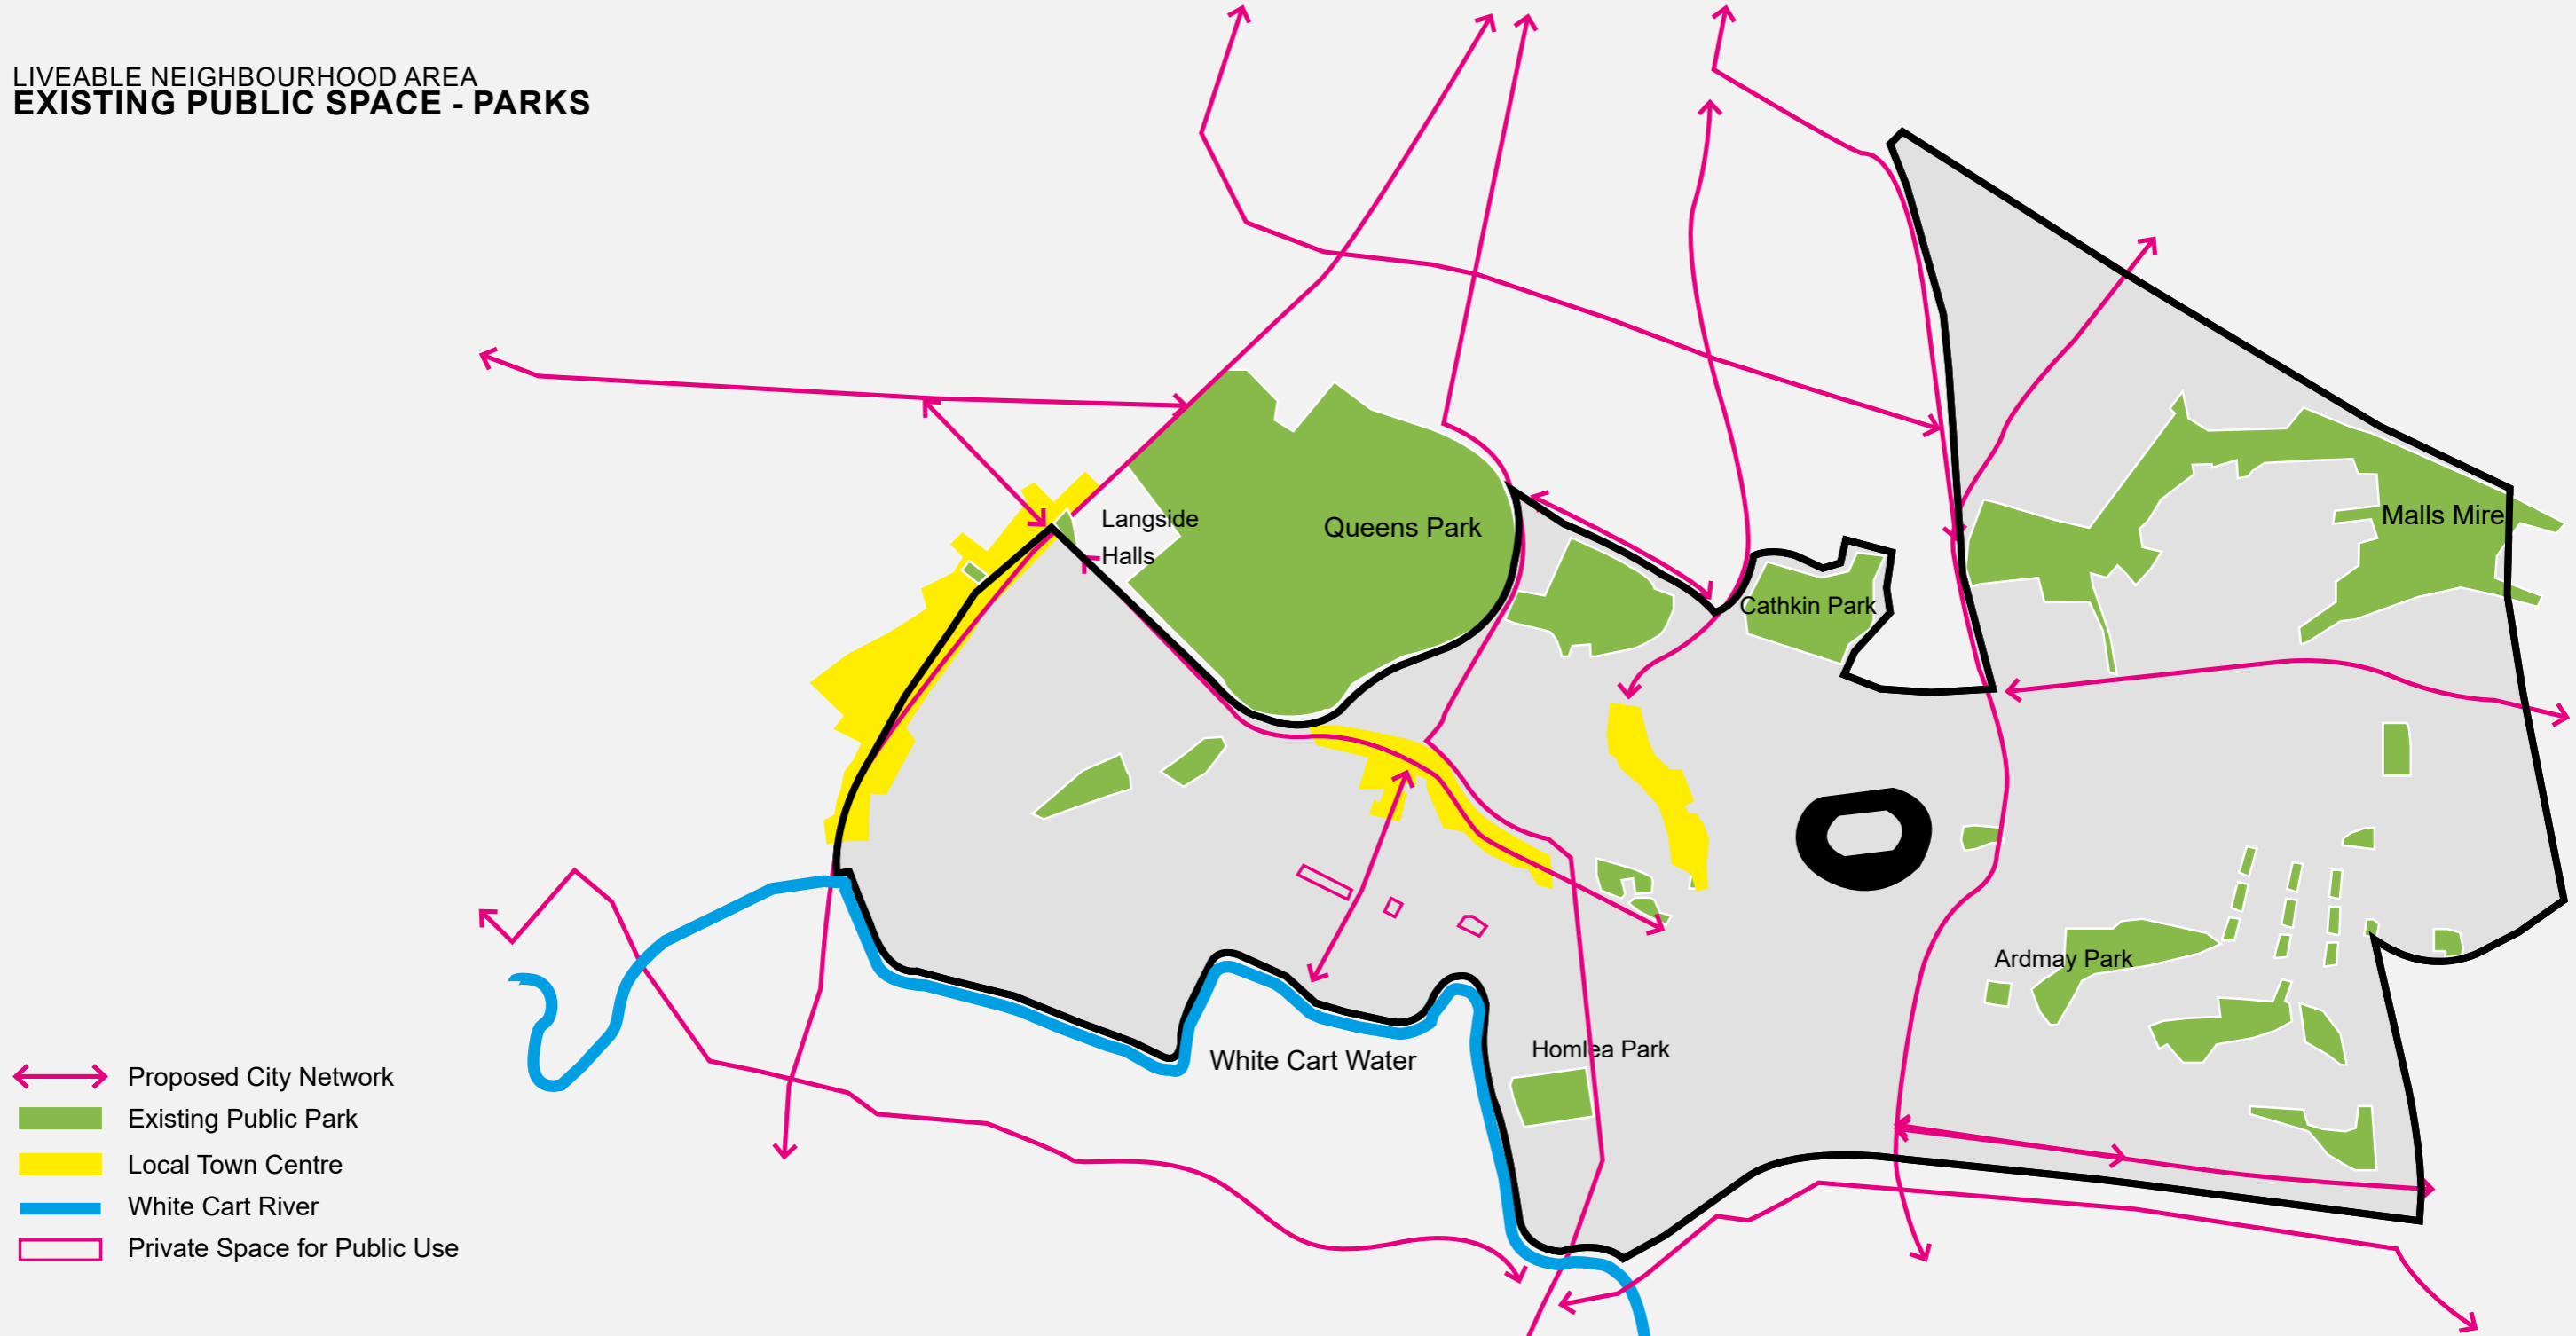 LIVEABLE NEIGHBOURHOOD AREA
EXISTING PUBLIC SPACE - PARKS
Langside
Halls
Queens Park
Malls Mire
Cathkin Park
Ardmay Park
Homlea Park
White Cart Water
Proposed City Network
Existing Public Park
Local Town Centre
White Cart River
Private Space for Public Use